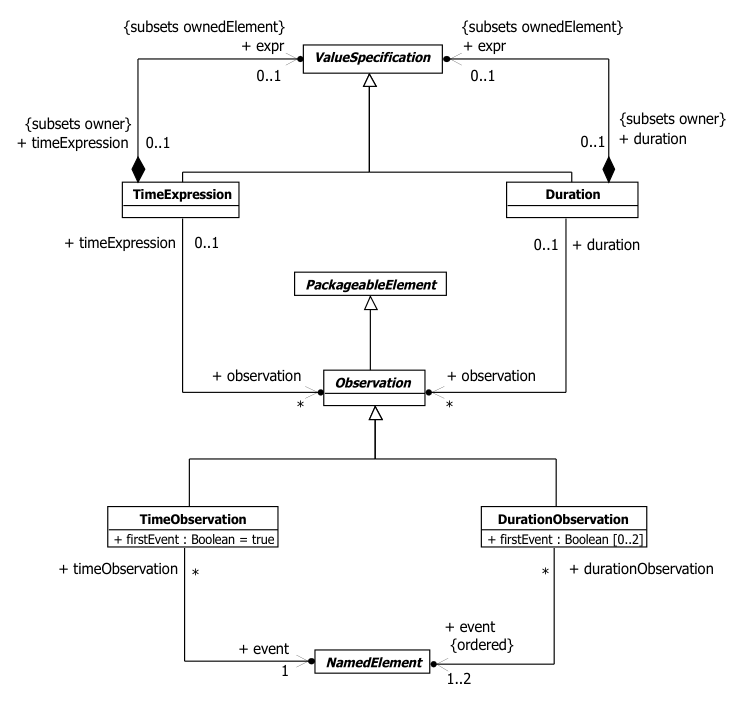 {subsets ownedElement}
+ expr
0..1
ValueSpecification
{subsets ownedElement}
+ expr
0..1
{subsets owner}
+ timeExpression
0..1
{subsets owner}
0..1
+ duration
TimeExpression
Duration
+ timeExpression
0..1
0..1
+ duration
PackageableElement
+ observation
*
Observation
+ observation
*
TimeObservation
+ firstEvent : Boolean = true
DurationObservation
+ firstEvent : Boolean [0..2]
+ timeObservation
*
*
+ durationObservation
+ event
1
NamedElement
+ event
{ordered}
1..2